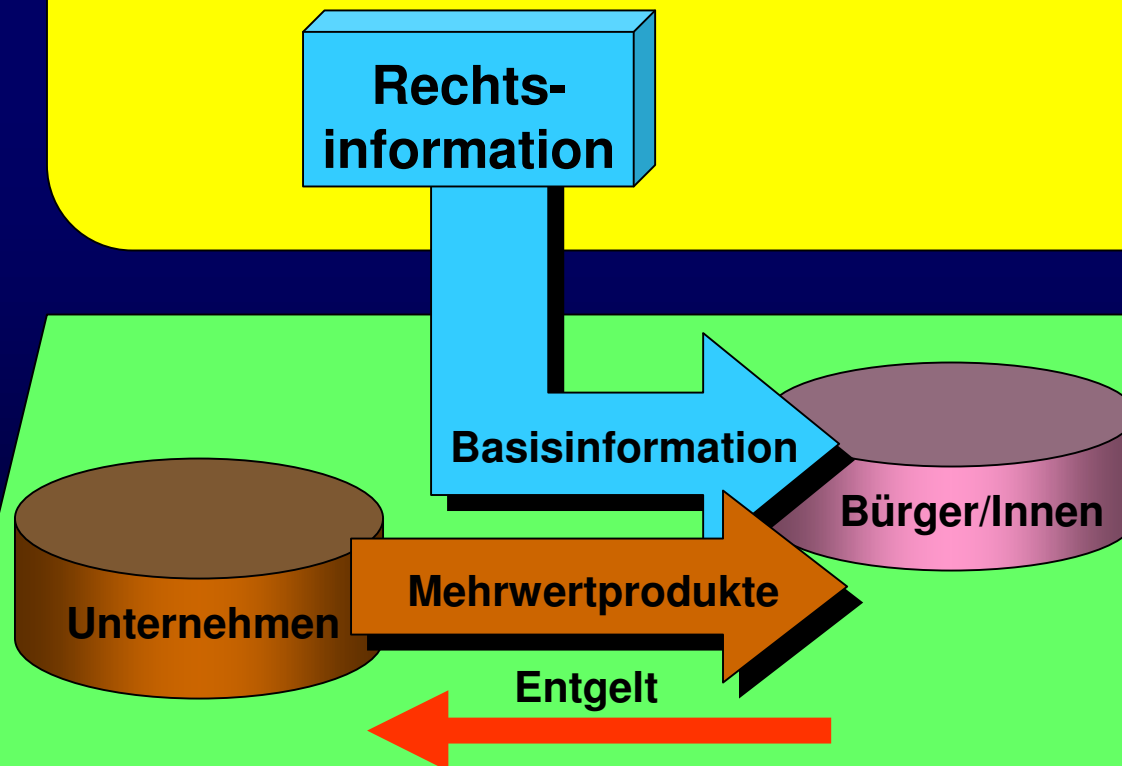 Rechts-
information
Basisinformation
Bürger/Innen
Mehrwertprodukte
Unternehmen
Entgelt